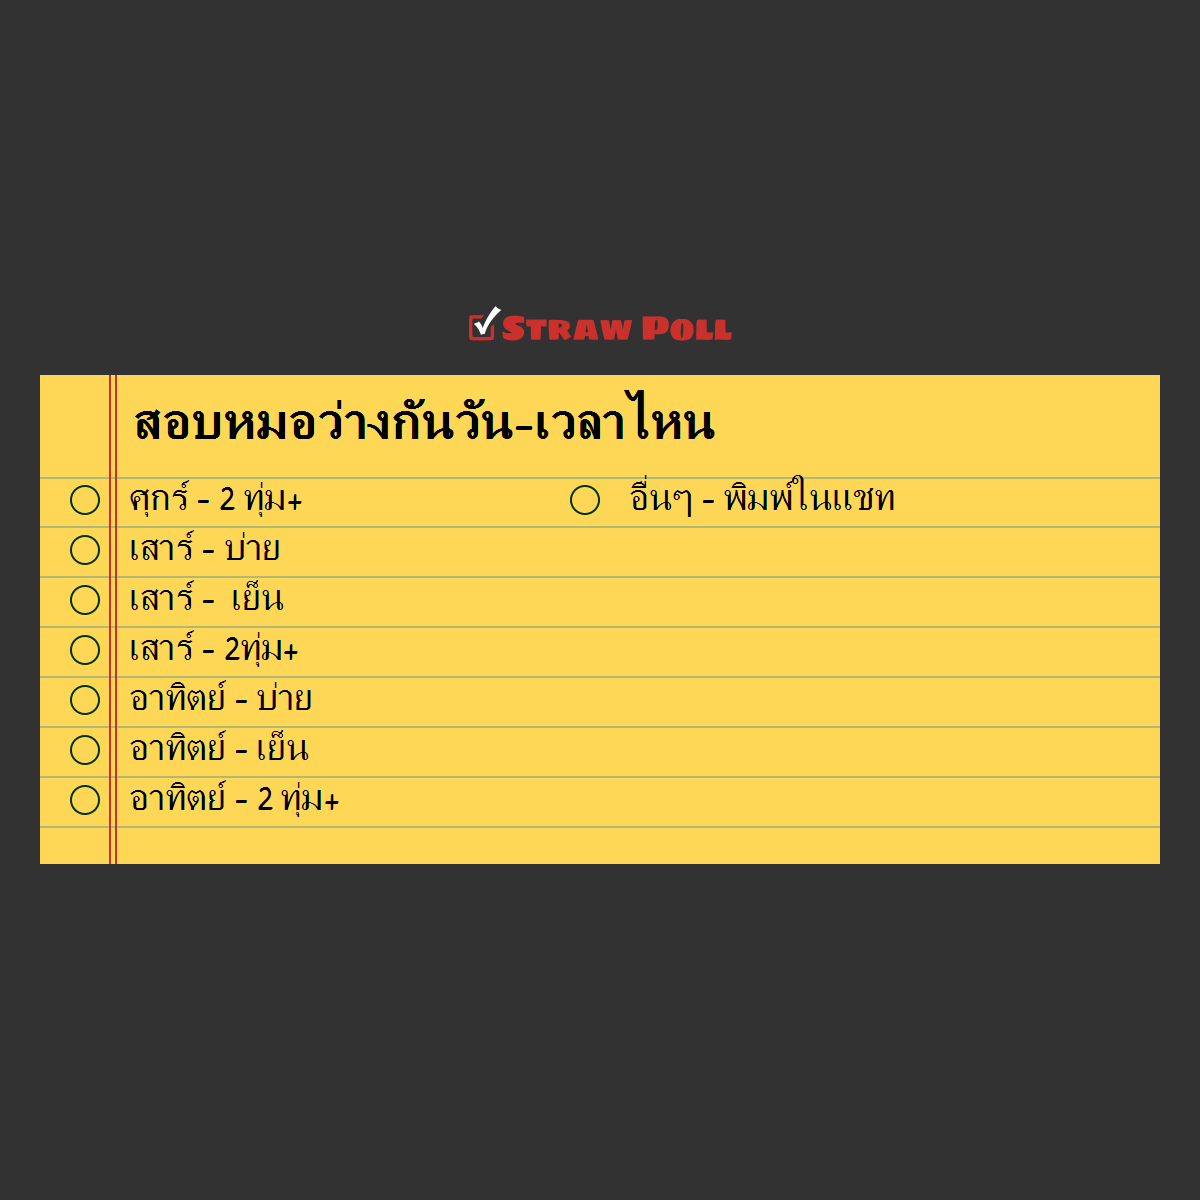 STRAW POLL
สอบหมอว่างกันวัน-เวลาไหน
ศุกร์ - 2 ทุ่ม+
เสาร์ - บ่าย
เสาร์ -  เย็น
เสาร์ - 2ทุ่ม+
อาทิตย์ - บ่าย
อาทิตย์ - เย็น
อาทิตย์ - 2 ทุ่ม+
อื่นๆ - พิมพ์ในแชท